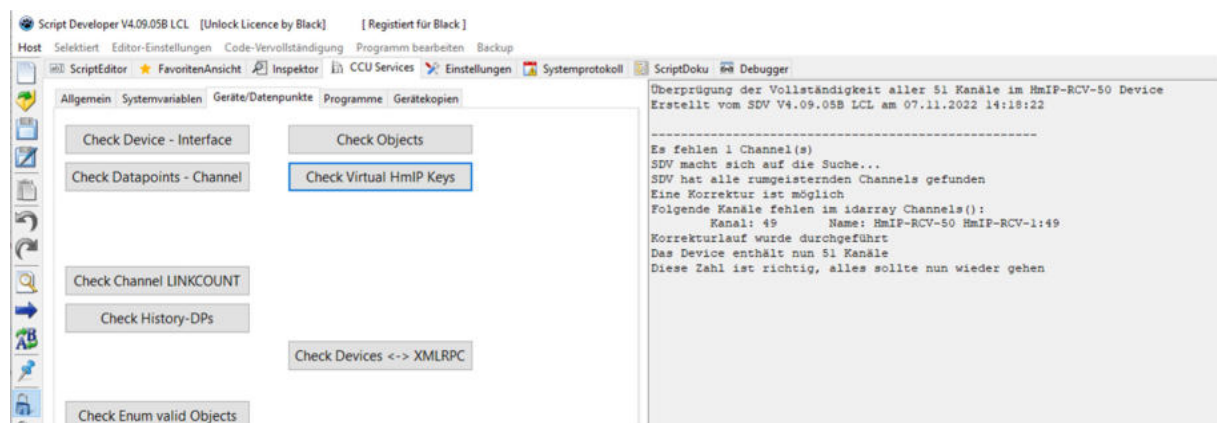 Script Developer V4.09.05B LCL [Unlock Licence by Black] [ Registiert für Black ]
Host Selektiert Editor-Einstellungen Code-Vervollständigung Programm bearbeiten Backup
ScriptEditor FavoritenAnsicht Inspektor CCU Services Einstellungen Systemprotokoll ScriptDoku Debugger
Allgemein Systemvariablen Geräte/Datenpunkte Programme Gerätekopien
Check Device - Interface Check Objects
Check Datapoints - Channel Check Virtual HmIP Keys
Check Channel LINKCOUNT
Check History-DPs
Check Devices <-> XMLRPC
Check Enum valid Objects
Überprügung der Vollständigkeit aller 51 Kanäle im HmIP-RCV-50 Device
Erstellt vom SDV V4.09.05B LCL am 07.11.2022 14:18:22
----------------------------------------------------
Es fehlen 1 Channel(s)
SDV macht sich auf die Suche...
SDV hat alle rumgeisternden Channels gefunden
Eine Korrektur ist möglich
Folgende Kanäle fehlen im idarray Channels():
Kanal: 49 Name: HmIP-RCV-50 HmIP-RCV-1:49
Korrekturlauf wurde durchgeführt
Das Device enthält nun 51 Kanäle
Diese Zahl ist richtig, alles sollte nun wieder gehen